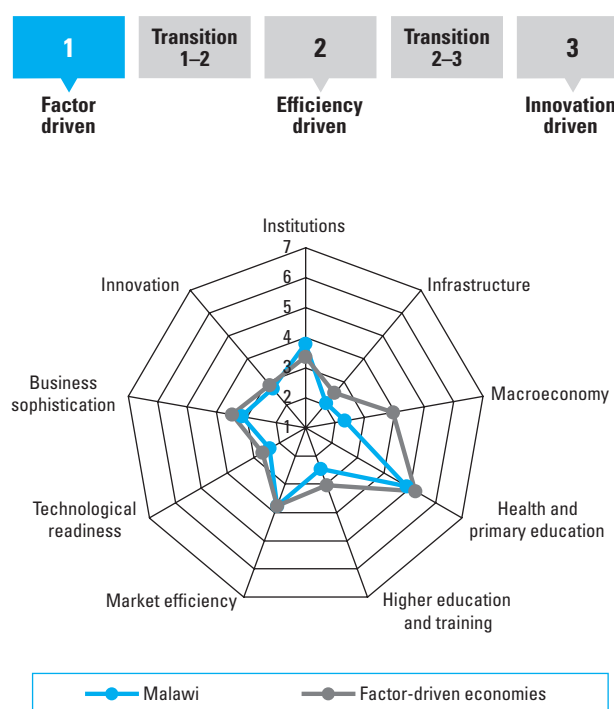 1
Transition
1–2
2
Transition
2–3
3
Factor
driven
Efficiency
driven
Innovation
driven
Institutions
7
6
5
4
3
2
1
Infrastructure
Macroeconomy
Health and
primary education
Higher education
and training
Market efficiency
Technological
readiness
Business
sophistication
Innovation
Malawi
Factor-driven economies